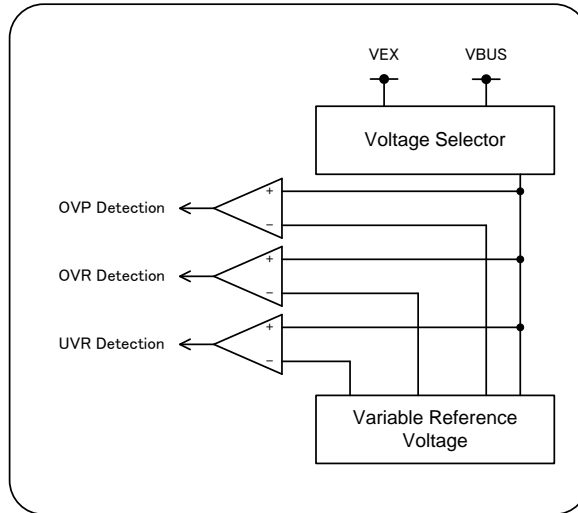 VEX VBUS
Voltage Selector
OVP Detection
+
−
OVR Detection
+
−
UVR Detection
+
−
Variable Reference
Voltage